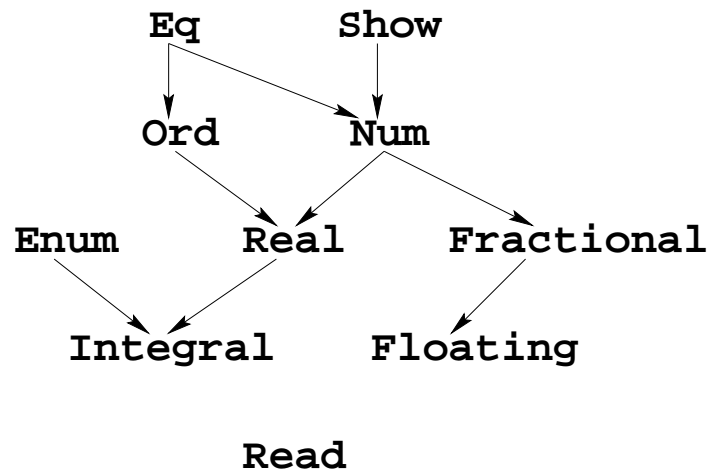 Eq Show
Ord Num
Enum Real Fractional
Integral Floating
Read